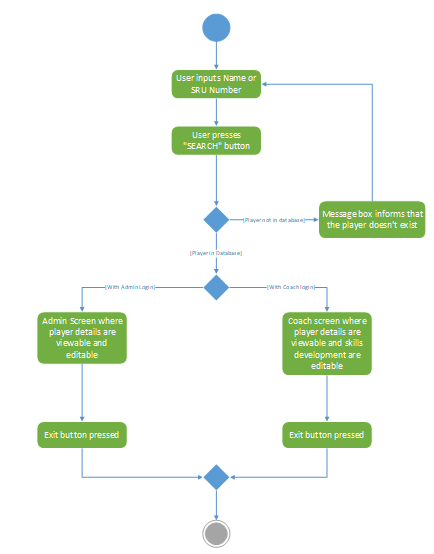 User inputs Name or
SRU Number
User presses
"SEARCH" button
[Player not in database]
Message box informs that
the player doesn't exist
[Player In Database]
[With Admin Login]
[With Coach login]
Admin Screen where
player details are
viewable and
editable
Coach screen where
player details are
viewable and skills
development are
editable
Exit button pressed
Exit button pressed